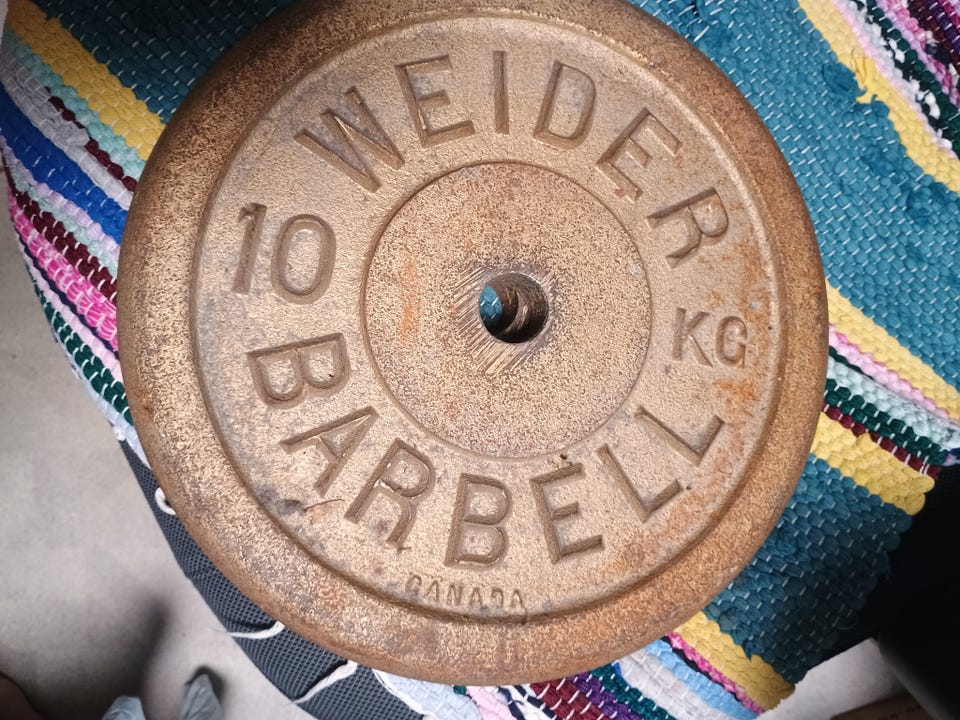 WEIDER
10 KG
BARBELL
CANADA